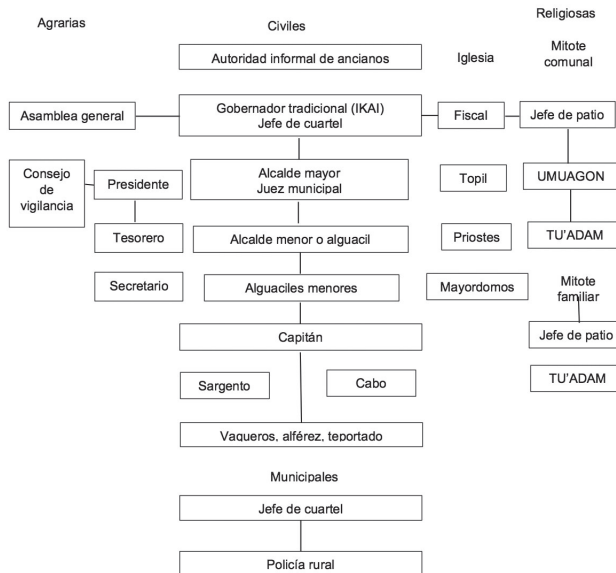 Agrarias
Civiles
Religiosas
Autoridad informal de ancianos
Iglesia
Mitote
comunal
Asamblea general
Gobernador tradicional (IKAI)
Jefe de cuartel
Fiscal
Jefe de patio
Consejo
de
vigilancia
Presidente
Alcalde mayor
Juez municipal
Topil
UMUAGON
Tesorero
Alcalde menor o alguacil
Priostes
TU'ADAM
Secretario
Alguaciles menores
Mayordomos
Mitote
familiar
Capitán
Jefe de patio
Sargento
Cabo
TU'ADAM
Vaqueros, alférez, teportado
Municipales
Jefe de cuartel
Policía rural